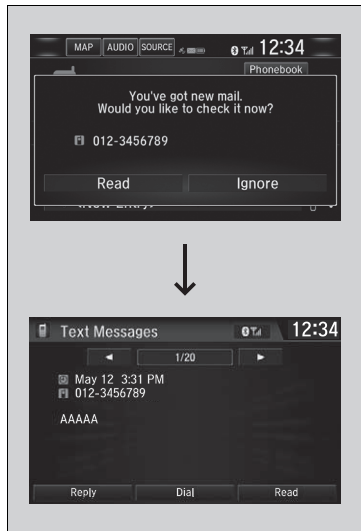 MAP AUDIO SOURCE 12:34
Phonebook
You've got new mail.
Would you like to check it now?
012-3456789
Read Ignore
Text Messages 12:34
1/20
May 12 3:31 PM
012-3456789
AAAAA
Reply Dial Read